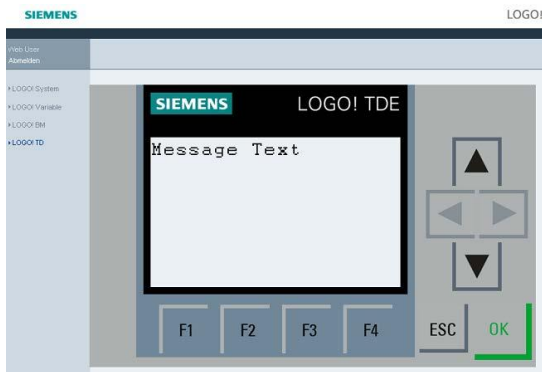 SIEMENS
LOGO!
Web User
Abmelden
LOGO! System
LOGO! Variable
LOGO! BM
LOGO! TD
SIEMENS LOGO! TDE
Message Text
F1 F2 F3 F4 ESC OK